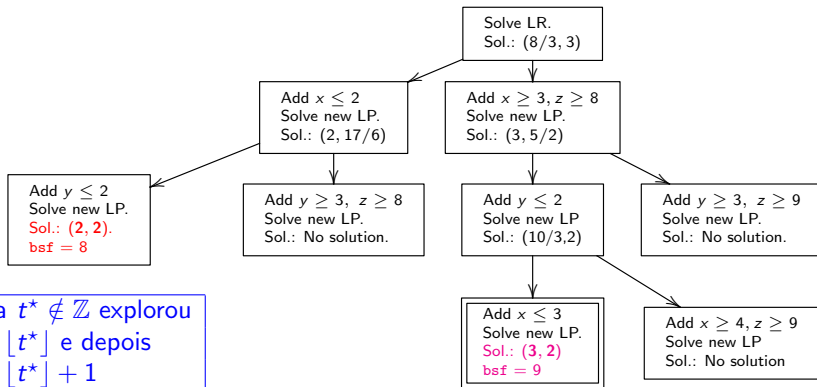 Solve LR.
Sol.: (8/3, 3)
Add x ≤ 2
Solve new LP.
Sol.: (2, 17/6)
Add x ≥ 3, z ≥ 8
Solve new LP.
Sol.: (3, 5/2)
Add y ≤ 2
Solve new LP.
Sol.: (2, 2).
bsf = 8
Add y ≥ 3, z ≥ 8
Solve new LP.
Sol.: No solution.
Add y ≤ 2
Solve new LP
Sol.: (10/3,2)
Add y ≥ 3, z ≥ 9
Solve new LP.
Sol.: No solution.
a t⋆ ∉ ℤ explorou
⌊t⋆⌋ e depois
⌊t⋆⌋ + 1
Add x ≤ 3
Solve new LP.
Sol.: (3, 2)
bsf = 9
Add x ≥ 4, z ≥ 9
Solve new LP
Sol.: No solution